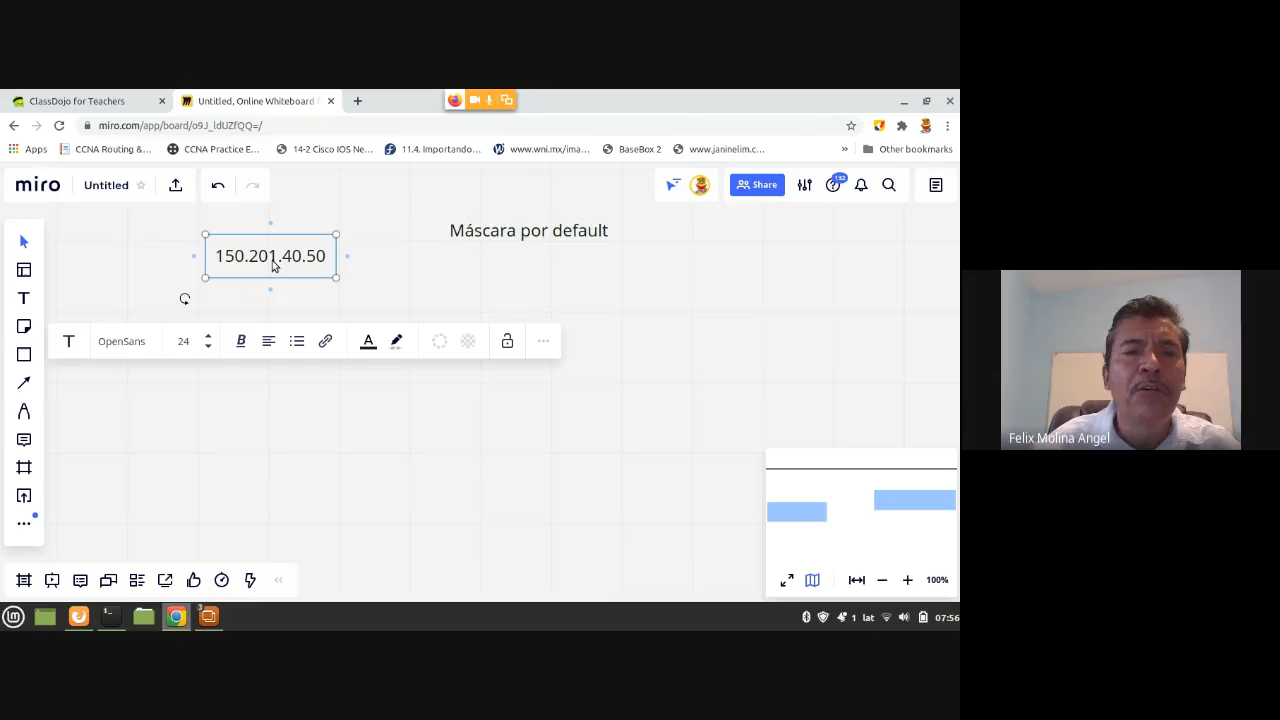 ClassDojo for Teachers
Untitled, Online Whiteboard
miro.com/app/board/o9J_ldUZfQQ=/
Apps
CCNA Routing &...
CCNA Practice E...
14-2 Cisco IOS Ne...
11.4. Importando...
www.wni.mx/ima...
BaseBox 2
www.janinelim.c...
»
Other bookmarks
miro
Untitled
Share
132
Máscara por default
150.201.40.50
T
OpenSans
24
B
A
...
Felix Molina Angel
100%
3
1
lat
07:56